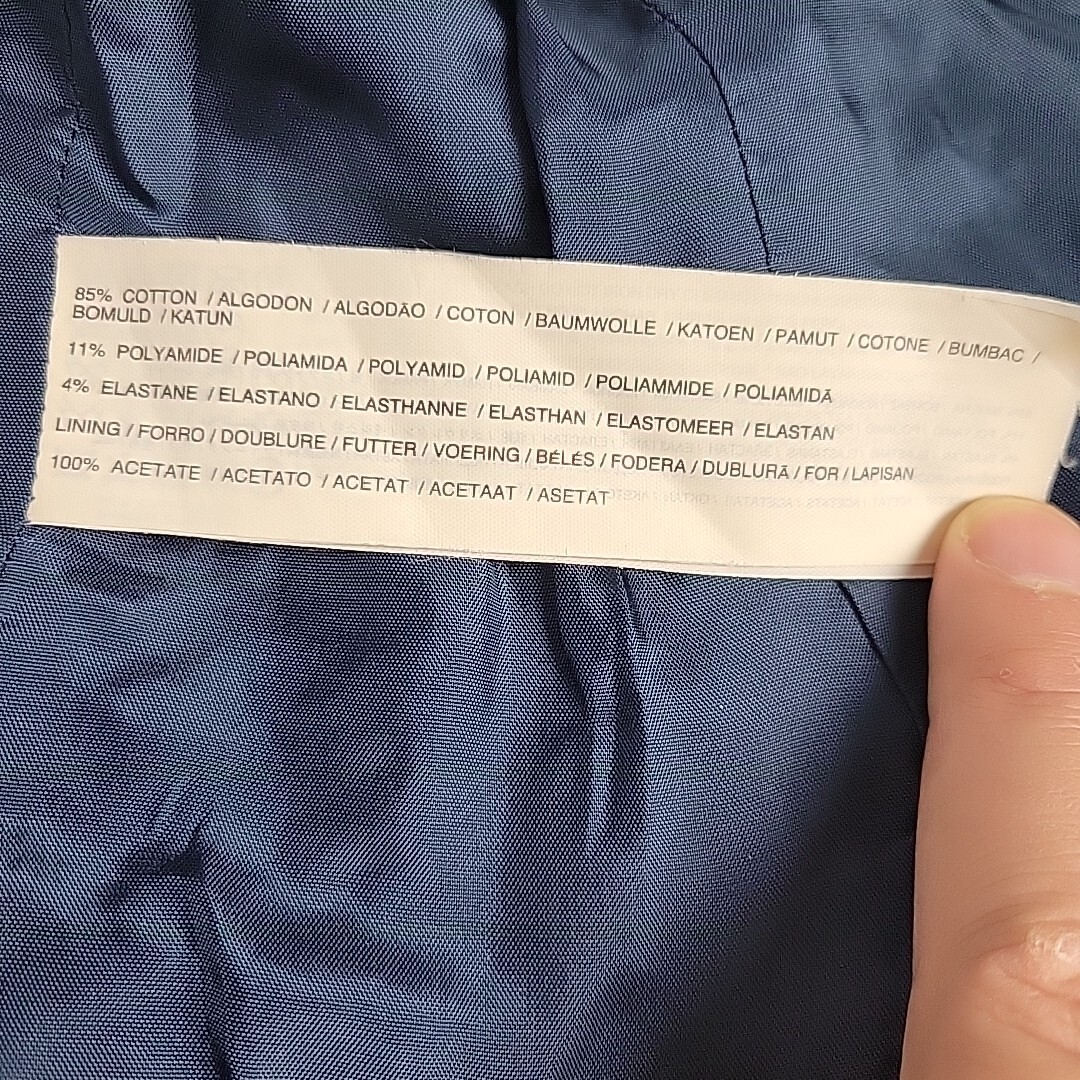 85% COTTON / ALGODON / ALGODÃO / COTON / BAUMWOLLE / KATOEN / PAMUT / COTONE / BUMBAC /
BOMULD / KATUN
11% POLYAMIDE / POLIAMIDA / POLYAMID / POLIAMID / POLIAMMIDE / POLIAMIDĂ
4% ELASTANE / ELASTANO / ELASTHANNE / ELASTHAN / ELASTOMEER / ELASTAN
LINING / FORRO / DOUBLURE / FUTTER / VOERING / BÉLÉS / FODERA / DUBLURĂ / FOR / LAPISAN
100% ACETATE / ACETATO / ACETAT / ACETAAT / ASETAT